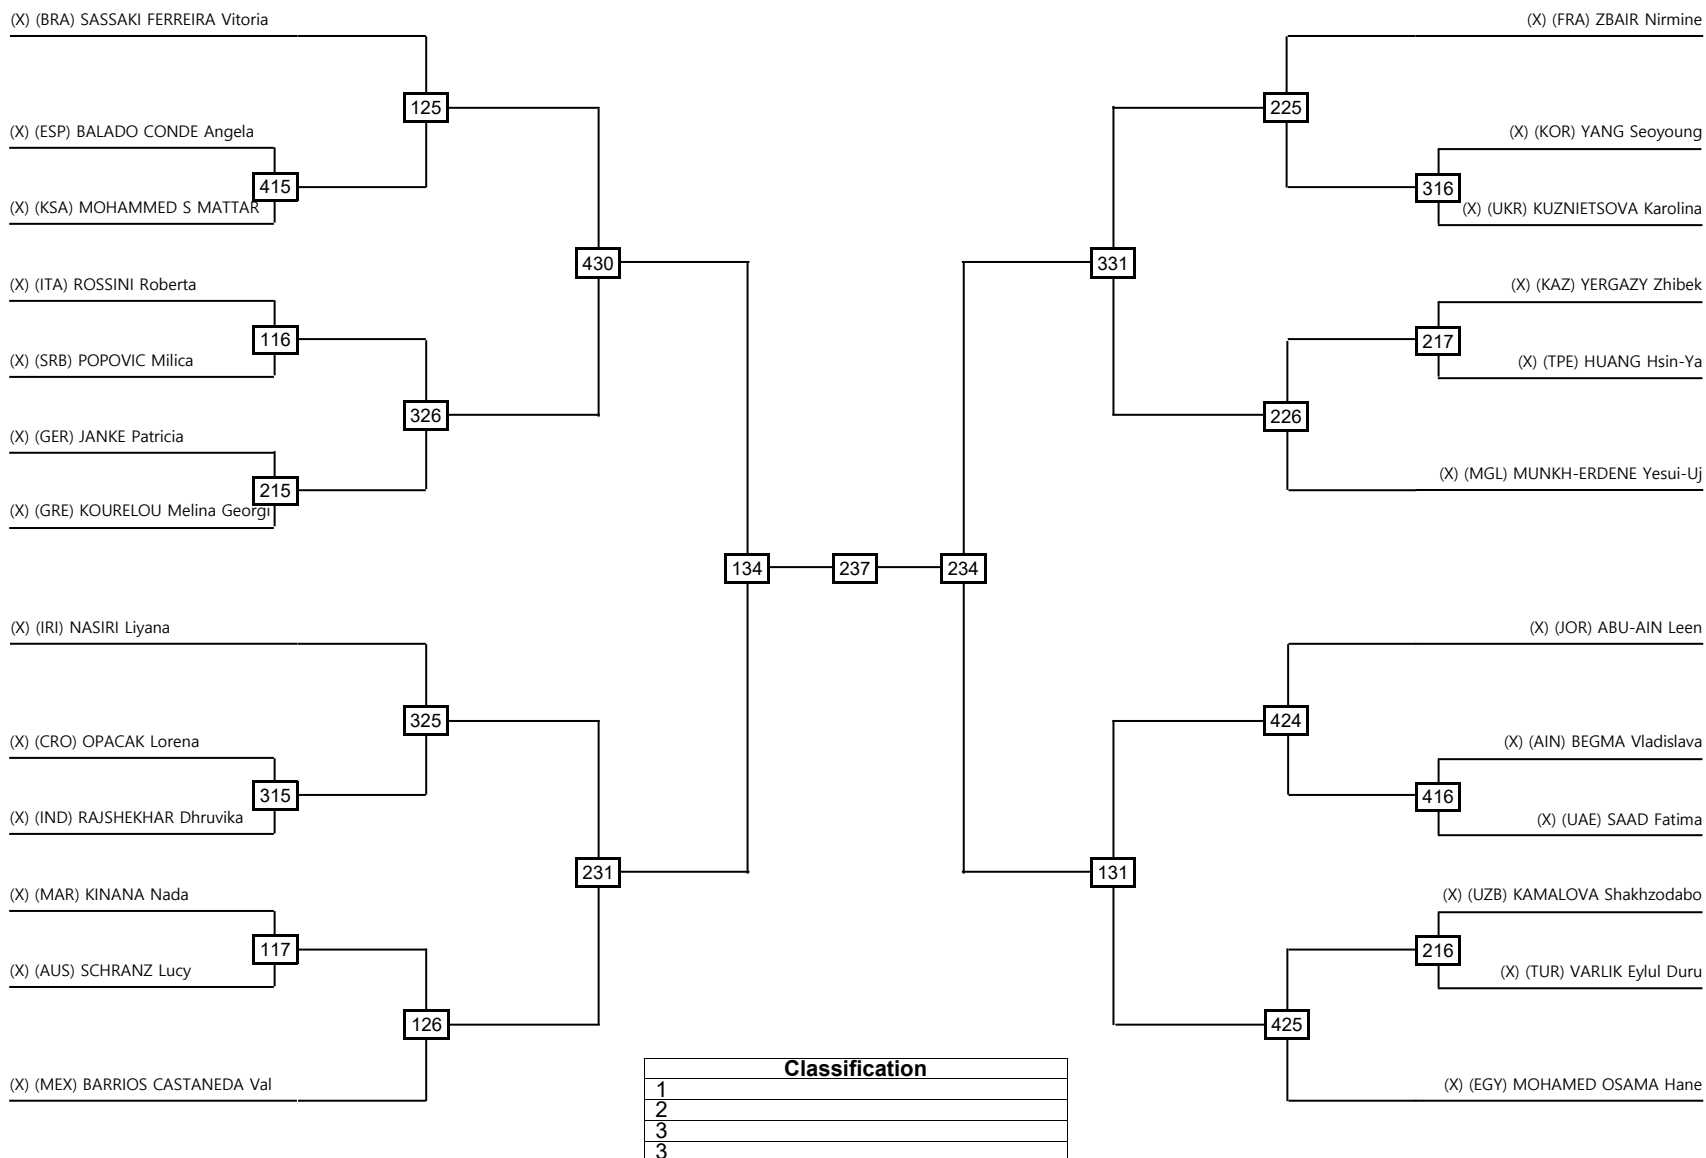 (X) (BRA) SASSAKI FERREIRA Vitoria
125
(X) (ESP) BALADO CONDE Angela
415
(X) (KSA) MOHAMMED S MATTAR
430
(X) (ITA) ROSSINI Roberta
116
(X) (SRB) POPOVIC Milica
326
(X) (GER) JANKE Patricia
215
(X) (GRE) KOURELOU Melina Georgi
134
237
234
(X) (IRI) NASIRI Liyana
325
(X) (CRO) OPACAK Lorena
315
(X) (IND) RAJSHEKHAR Dhruvika
231
(X) (MAR) KINANA Nada
117
(X) (AUS) SCHRANZ Lucy
126
(X) (MEX) BARRIOS CASTANEDA Val
(X) (FRA) ZBAIR Nirmine
225
(X) (KOR) YANG Seoyoung
316
(X) (UKR) KUZNIETSOVA Karolina
331
(X) (KAZ) YERGAZY Zhibek
217
(X) (TPE) HUANG Hsin-Ya
226
(X) (MGL) MUNKH-ERDENE Yesui-Uj
(X) (JOR) ABU-AIN Leen
424
(X) (AIN) BEGMA Vladislava
416
(X) (UAE) SAAD Fatima
131
(X) (UZB) KAMALOVA Shakhzodabo
216
(X) (TUR) VARLIK Eylul Duru
425
(X) (EGY) MOHAMED OSAMA Hane
Classification
1
2
3
3